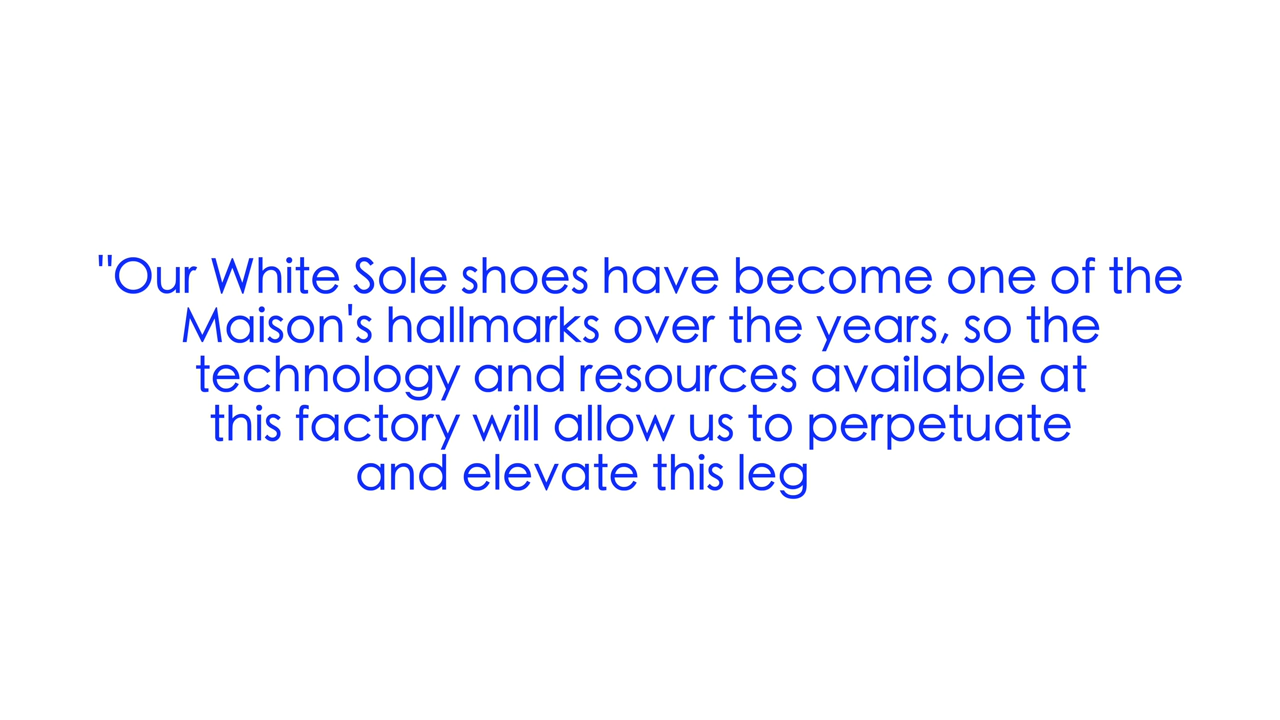 "Our White Sole shoes have become one of the
Maison's hallmarks over the years, so the
technology and resources available at
this factory will allow us to perpetuate
and elevate this leg